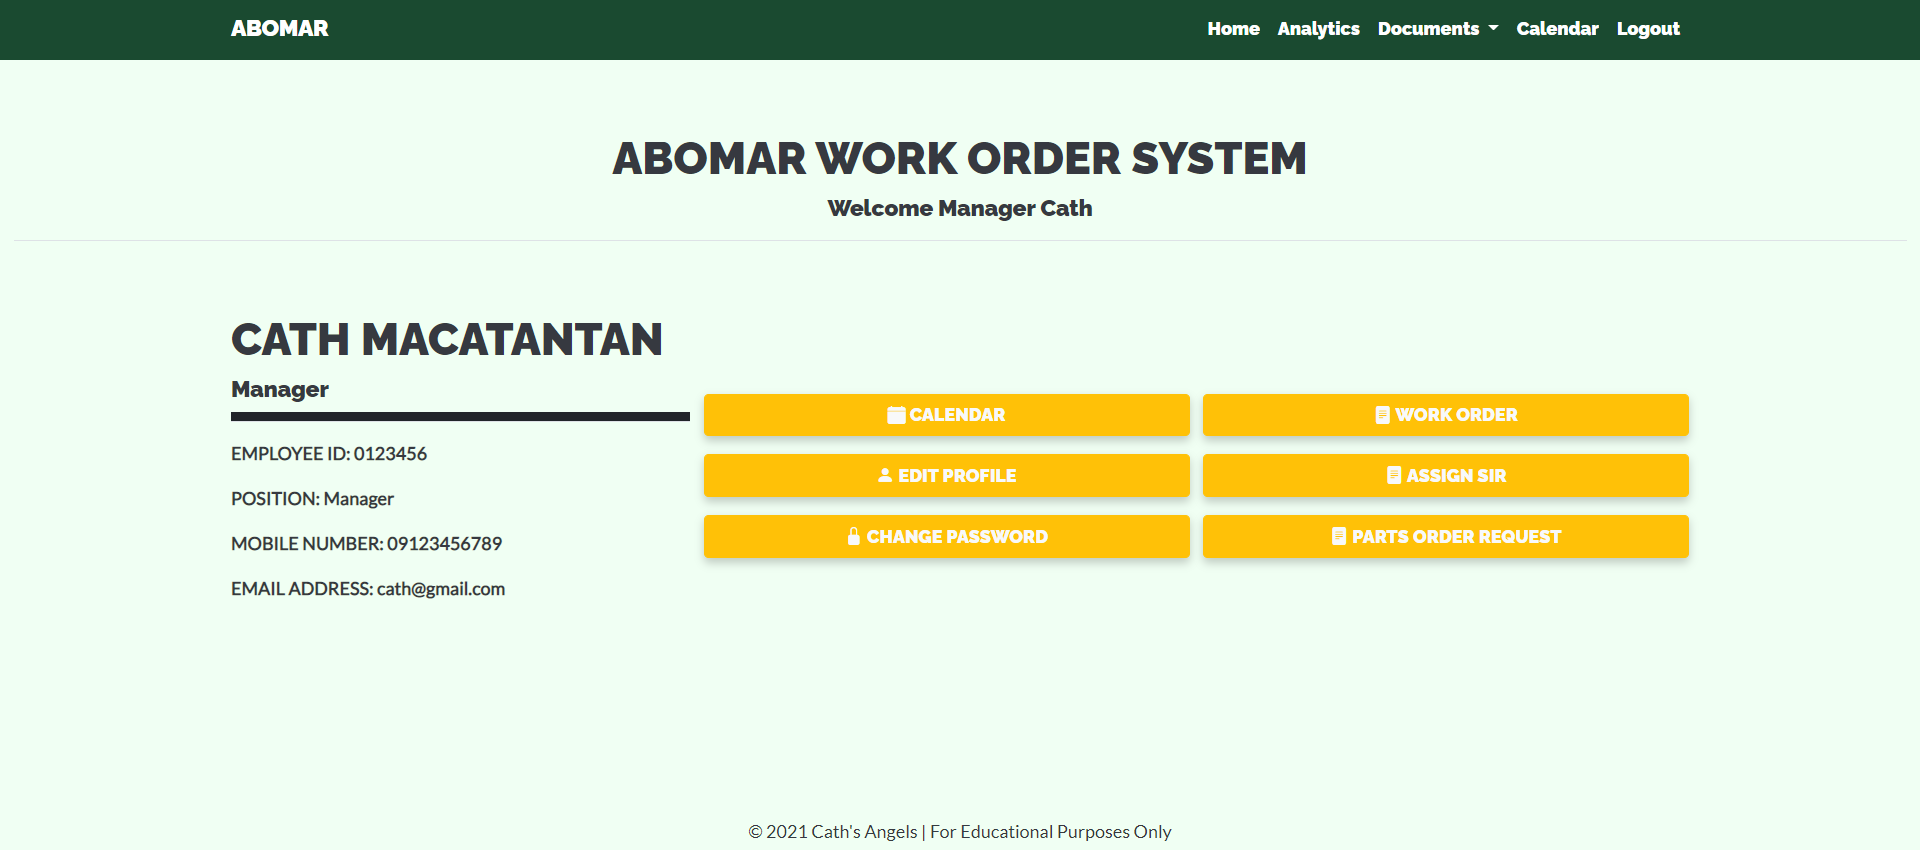 ABOMAR
Home Analytics Documents Calendar Logout
ABOMAR WORK ORDER SYSTEM
Welcome Manager Cath
CATH MACATANTAN
Manager
EMPLOYEE ID: 0123456
POSITION: Manager
MOBILE NUMBER: 09123456789
EMAIL ADDRESS: cath@gmail.com
CALENDAR
WORK ORDER
EDIT PROFILE
ASSIGN SIR
CHANGE PASSWORD
PARTS ORDER REQUEST
© 2021 Cath's Angels | For Educational Purposes Only